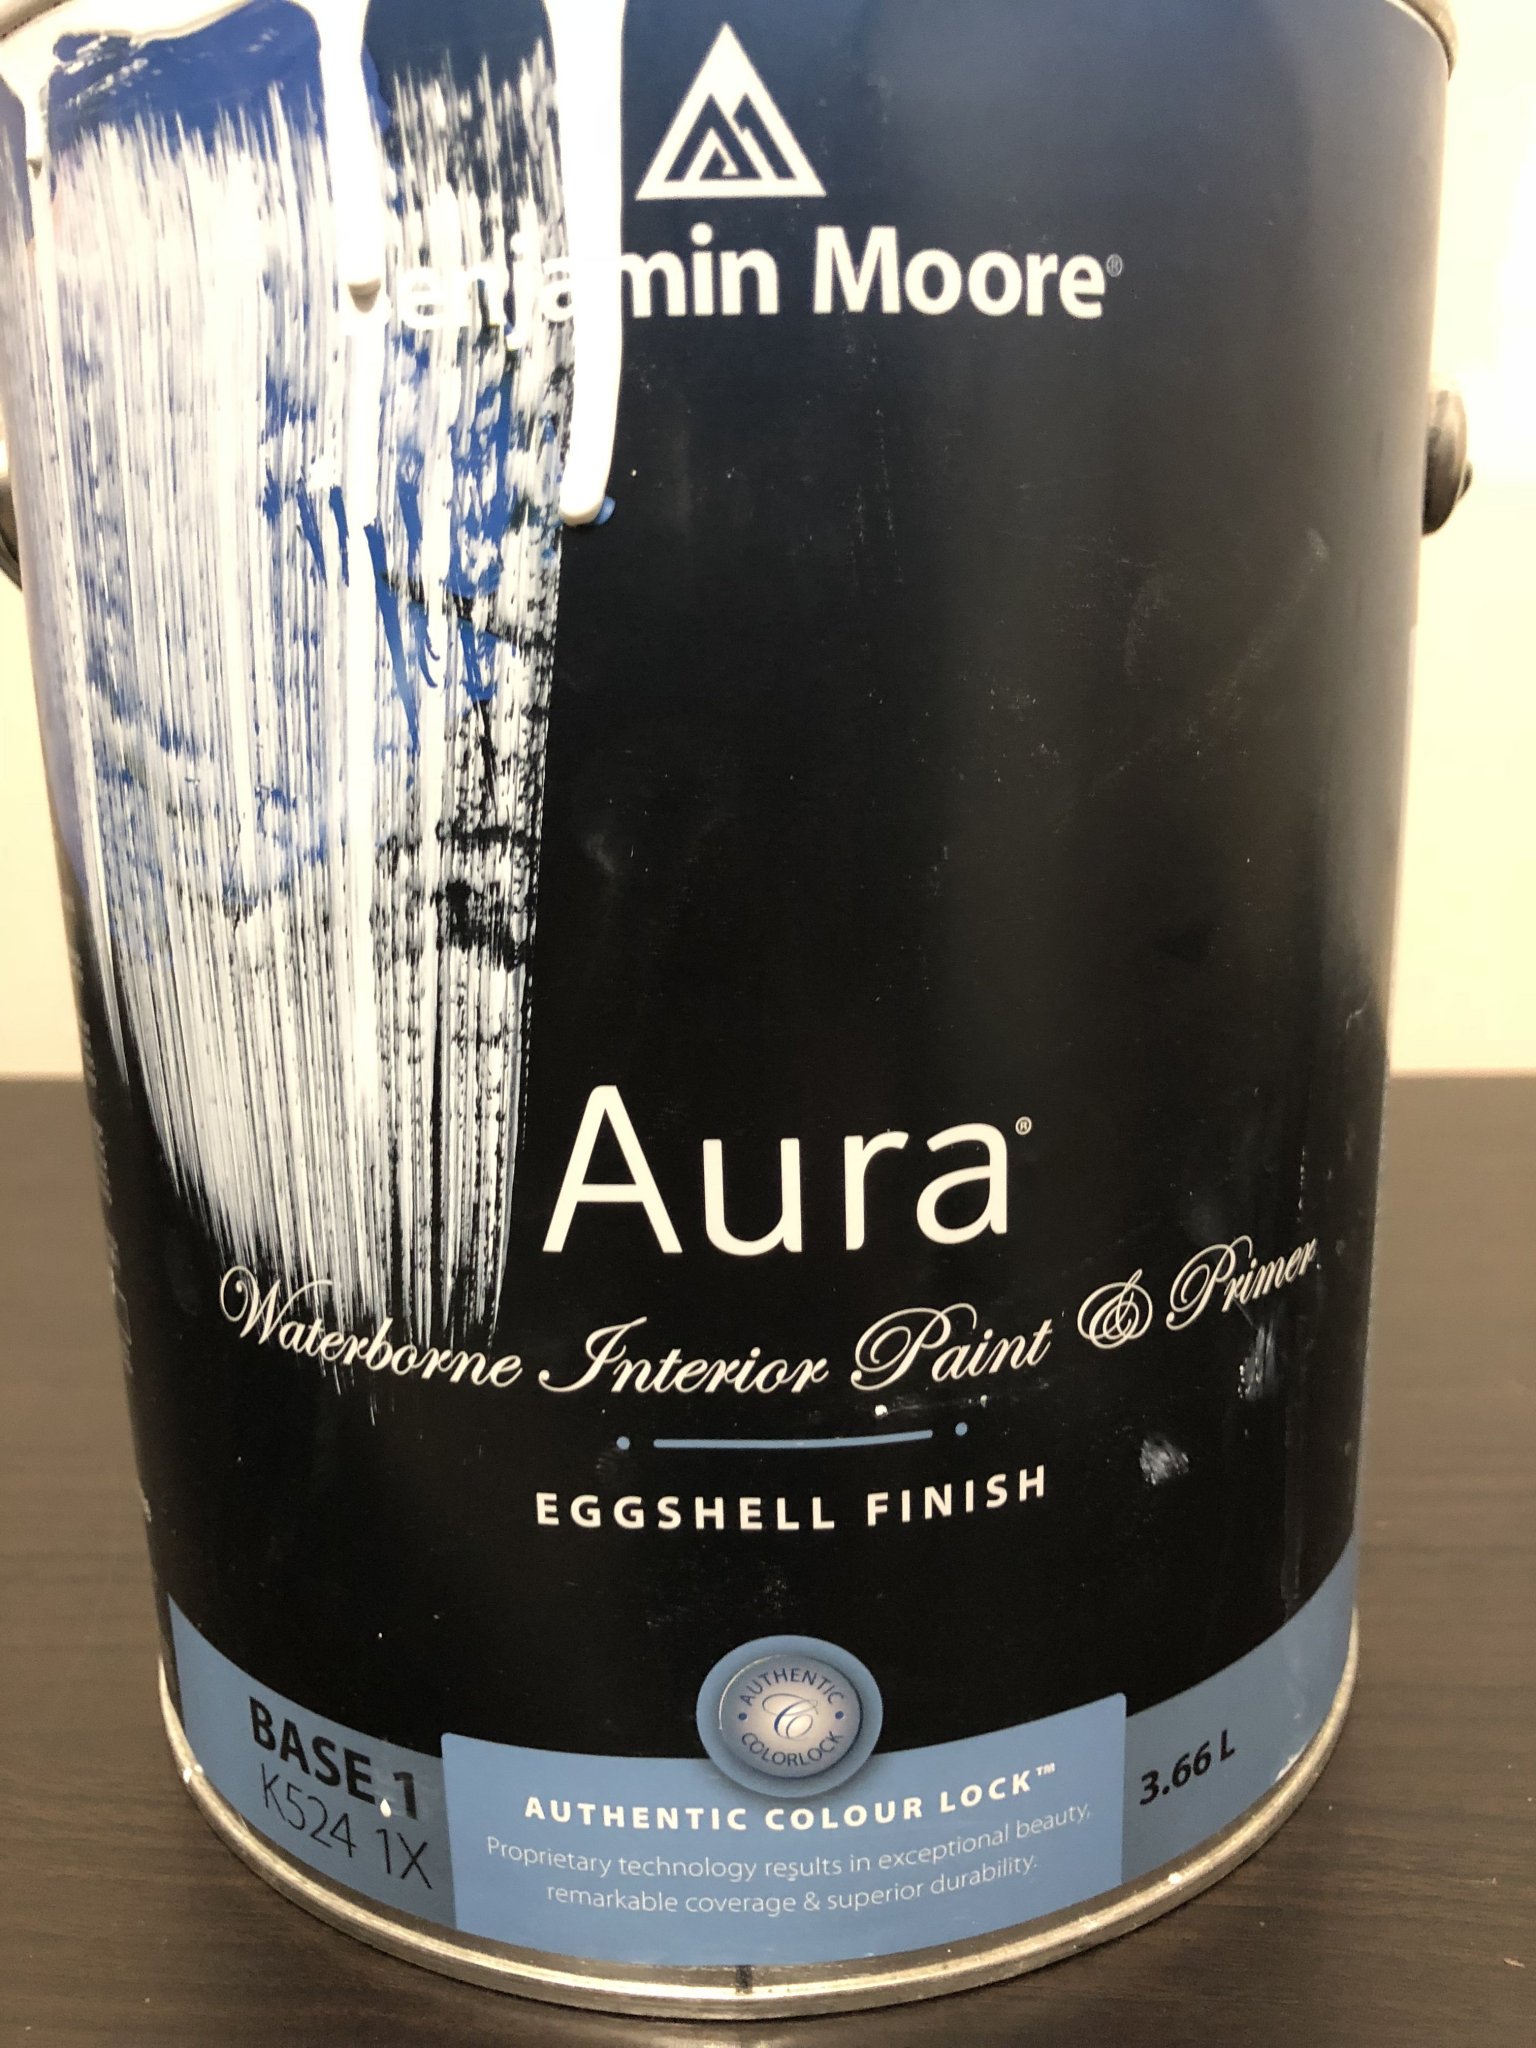 Benjamin Moore®
Aura®
Waterborne Interior Paint & Primer
EGGSHELL FINISH
AUTHENTIC
C
COLORLOCK
BASE 1
K524 1X
AUTHENTIC COLOUR LOCK™
Proprietary technology results in exceptional beauty,
remarkable coverage & superior durability.
3.66 L